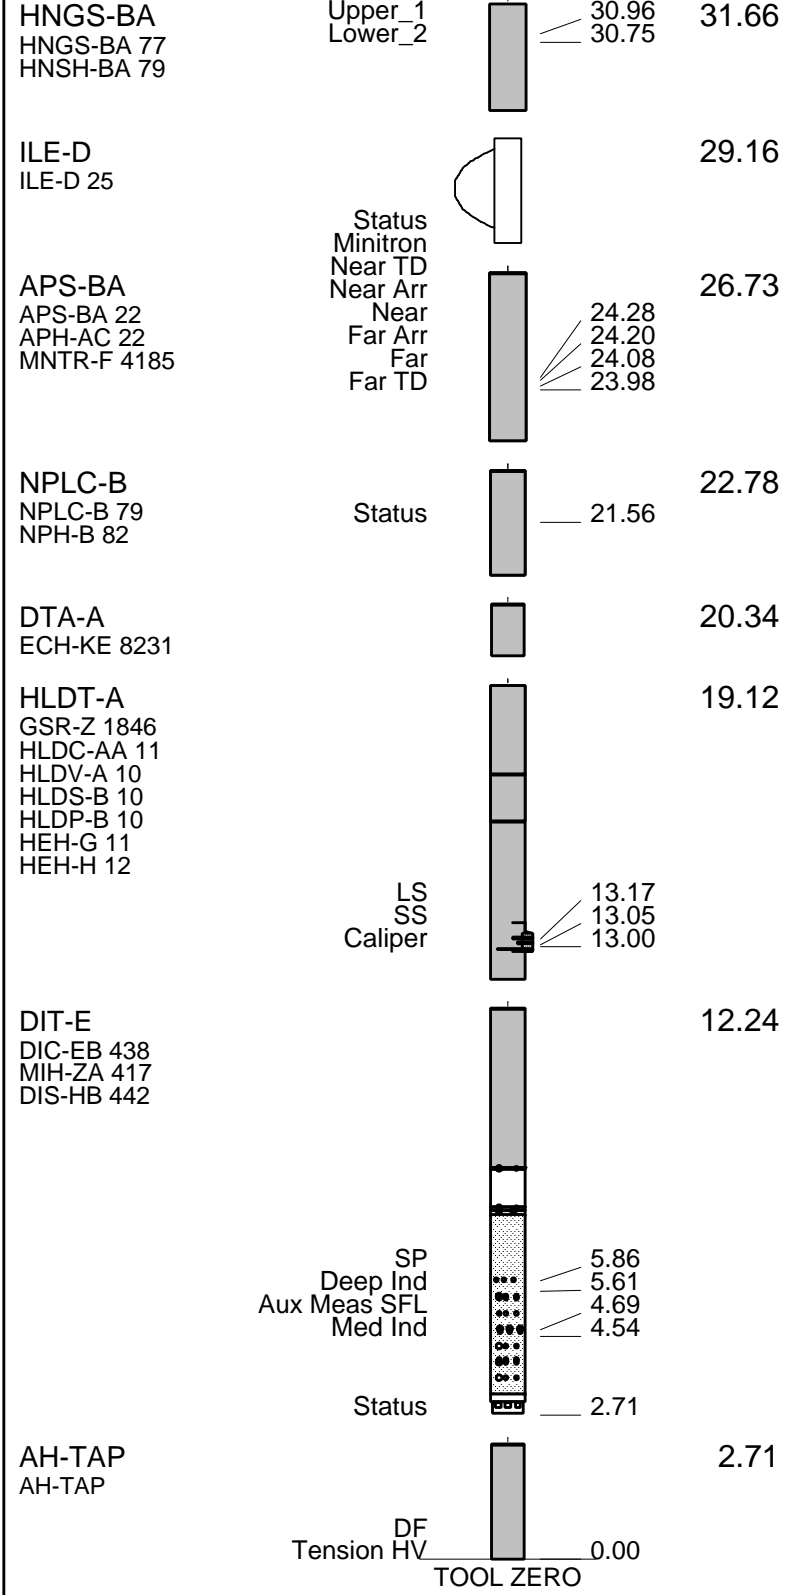 HNGS-BA
HNGS-BA 77
HNSH-BA 79
Upper_1 30.96 31.66
Lower_2 30.75
ILE-D 29.16
ILE-D 25
Status
Minitron
Near TD
APS-BA Near Arr 26.73
APS-BA 22 Near 24.28
APH-AC 22 Far Arr 24.20
MNTR-F 4185 Far 24.08
Far TD 23.98
NPLC-B 22.78
NPLC-B 79 Status 21.56
NPH-B 82
DTA-A 20.34
ECH-KE 8231
HLDT-A 19.12
GSR-Z 1846
HLDC-AA 11
HLDV-A 10
HLDS-B 10
HLDP-B 10
HEH-G 11
HEH-H 12
LS 13.17
SS 13.05
Caliper 13.00
DIT-E 12.24
DIC-EB 438
MIH-ZA 417
DIS-HB 442
SP 5.86
Deep Ind 5.61
Aux Meas SFL 4.69
Med Ind 4.54
Status 2.71
AH-TAP 2.71
AH-TAP
DF
Tension HV 0.00
TOOL ZERO